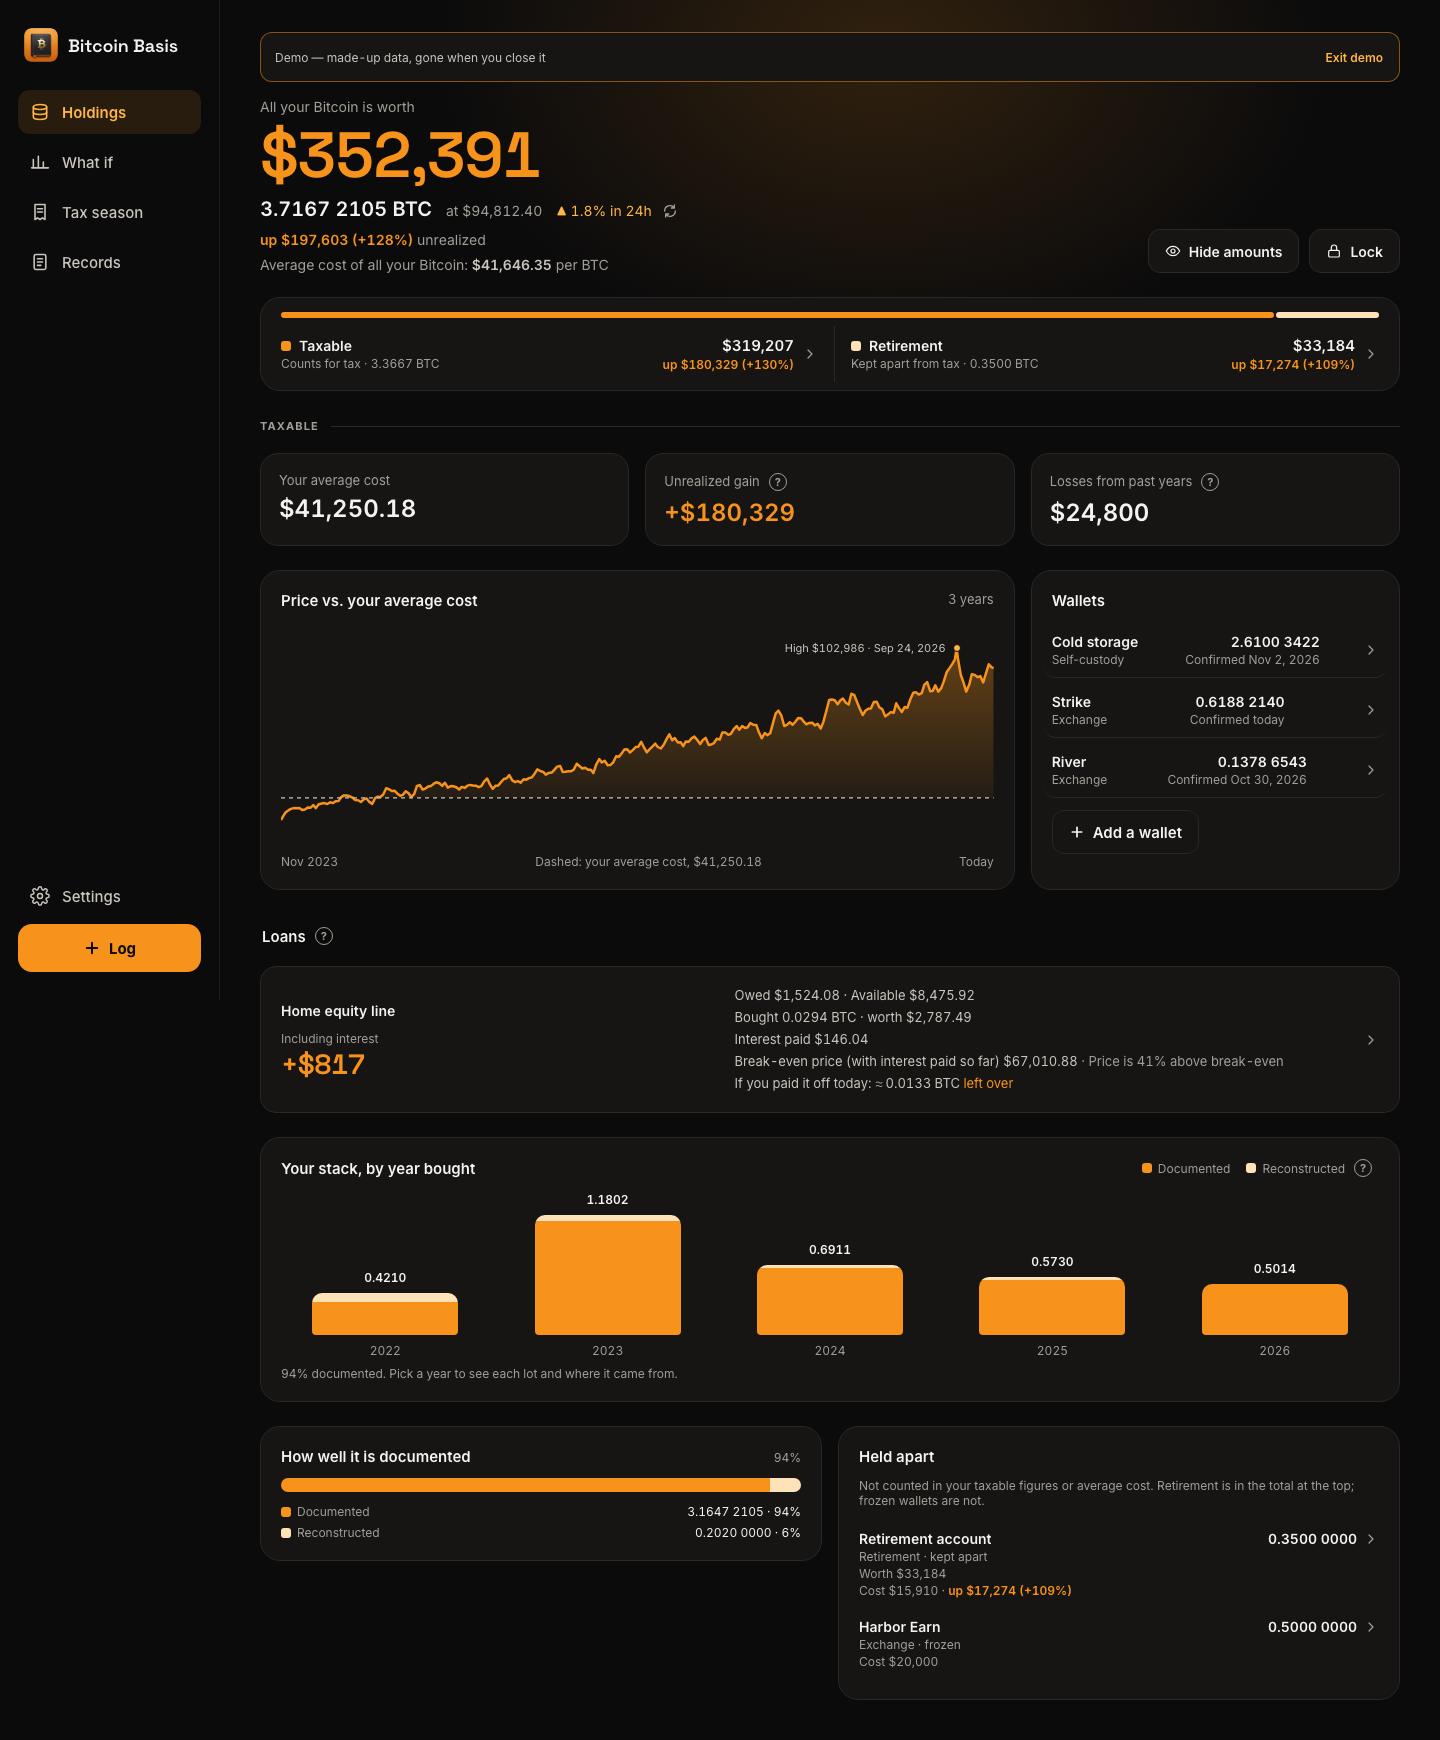 Bitcoin Basis
Holdings
What if
Tax season
Records
Settings
+ Log
Demo — made-up data, gone when you close it
Exit demo
All your Bitcoin is worth
$352,391
3.7167 2105 BTC at $94,812.40 ▲ 1.8% in 24h
up $197,603 (+128%) unrealized
Average cost of all your Bitcoin: $41,646.35 per BTC
Hide amounts
Lock
Taxable $319,207
Counts for tax · 3.3667 BTC up $180,329 (+130%)
Retirement $33,184
Kept apart from tax · 0.3500 BTC up $17,274 (+109%)
TAXABLE
Your average cost
$41,250.18
Unrealized gain ?
+$180,329
Losses from past years ?
$24,800
Price vs. your average cost 3 years
High $102,986 · Sep 24, 2026
Nov 2023 Dashed: your average cost, $41,250.18 Today
Wallets
Cold storage 2.6100 3422
Self-custody Confirmed Nov 2, 2026
Strike 0.6188 2140
Exchange Confirmed today
River 0.1378 6543
Exchange Confirmed Oct 30, 2026
+ Add a wallet
Loans ?
Home equity line
Including interest
+$817
Owed $1,524.08 · Available $8,475.92
Bought 0.0294 BTC · worth $2,787.49
Interest paid $146.04
Break-even price (with interest paid so far) $67,010.88 · Price is 41% above break-even
If you paid it off today: ≈ 0.0133 BTC left over
Your stack, by year bought
Documented Reconstructed ?
0.4210
1.1802
0.6911
0.5730
0.5014
2022 2023 2024 2025 2026
94% documented. Pick a year to see each lot and where it came from.
How well it is documented 94%
Documented 3.1647 2105 · 94%
Reconstructed 0.2020 0000 · 6%
Held apart
Not counted in your taxable figures or average cost. Retirement is in the total at the top;
frozen wallets are not.
Retirement account 0.3500 0000
Retirement · kept apart
Worth $33,184
Cost $15,910 · up $17,274 (+109%)
Harbor Earn 0.5000 0000
Exchange · frozen
Cost $20,000